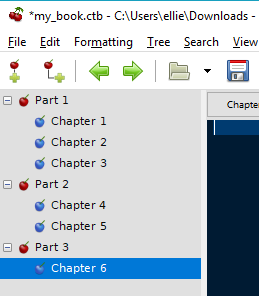 *my_book.ctb - C:\Users\ellie\Downloads -
File Edit Formatting Tree Search View
Part 1
Chapter 1
Chapter 2
Chapter 3
Part 2
Chapter 4
Chapter 5
Part 3
Chapter 6
Chapter